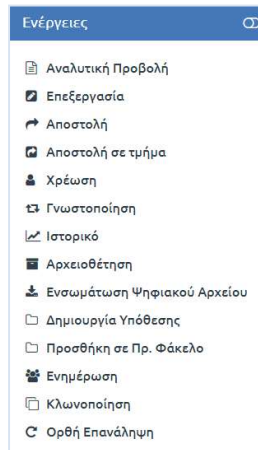 Ενέργειες
Αναλυτική Προβολή
Επεξεργασία
Αποστολή
Αποστολή σε τμήμα
Χρέωση
Γνωστοποίηση
Ιστορικό
Αρχειοθέτηση
Ενσωμάτωση Ψηφιακού Αρχείου
Δημιουργία Υπόθεσης
Προσθήκη σε Πρ. Φάκελο
Ενημέρωση
Κλωνοποίηση
Ορθή Επανάληψη